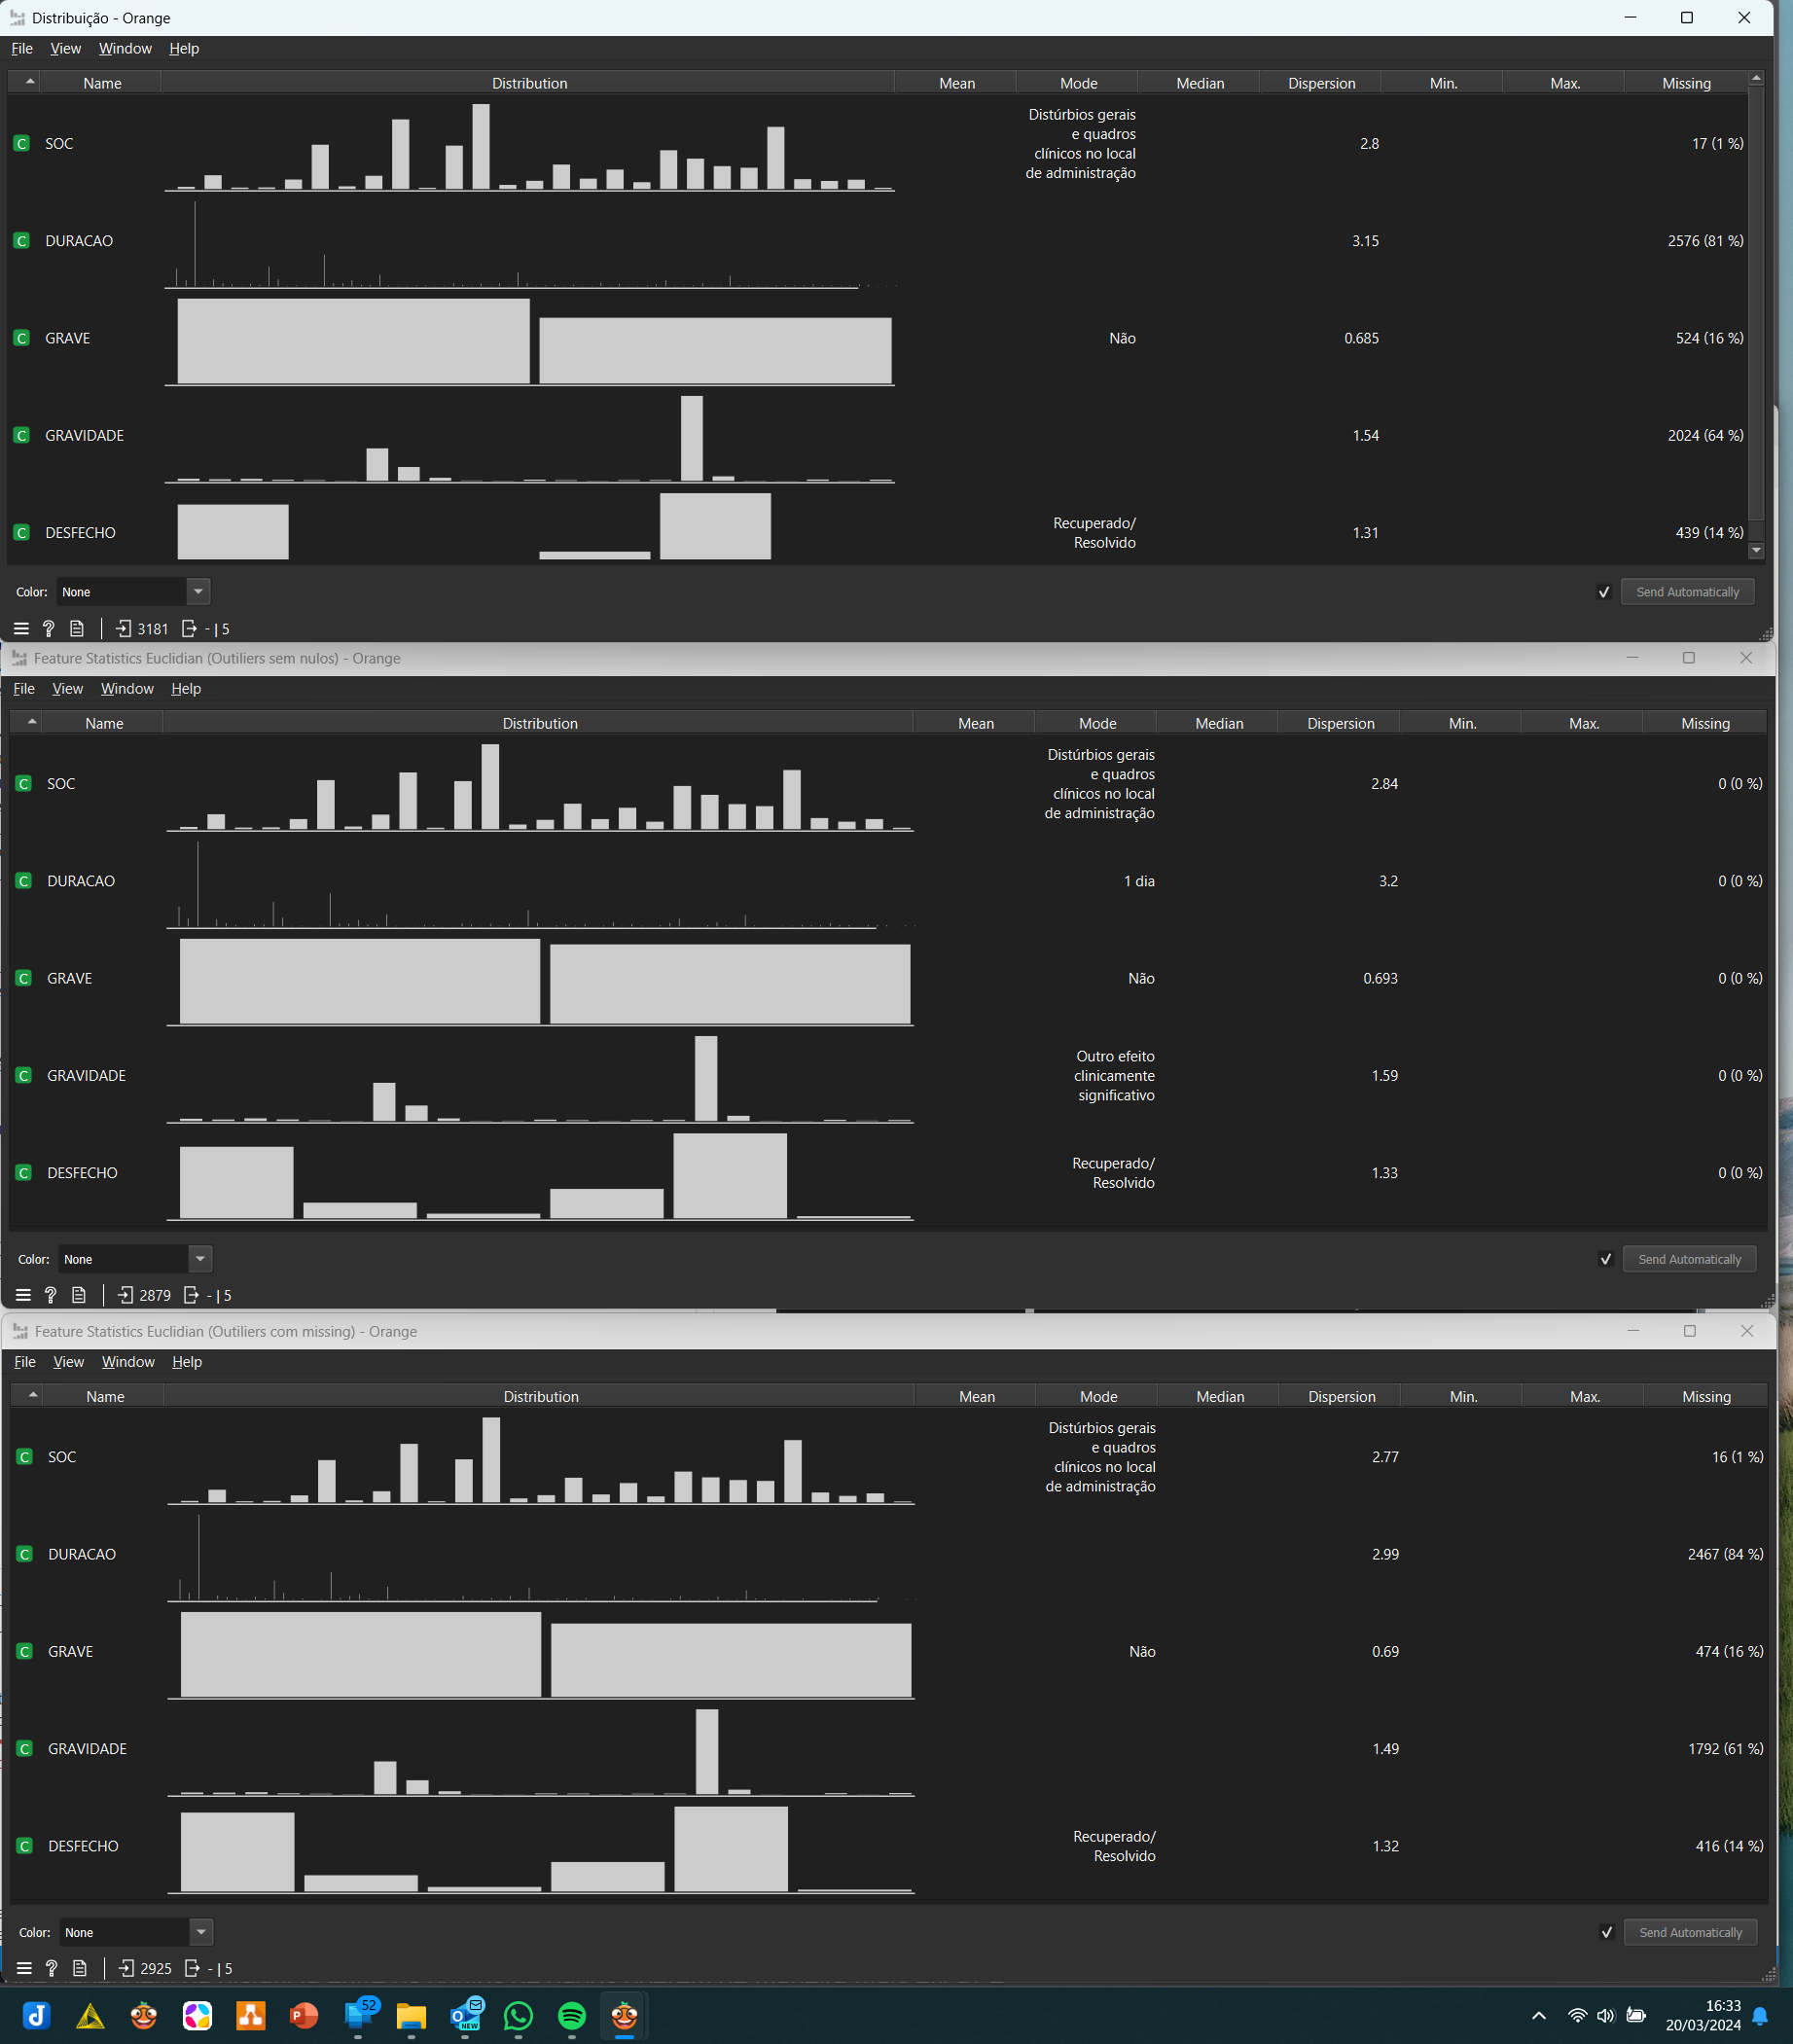 Distribuição - Orange
File View Window Help
Name Distribution Mean Mode Median Dispersion Min. Max. Missing
C SOC Distúrbios gerais
e quadros
clínicos no local
de administração 2.8 17 (1 %)
C DURACAO 3.15 2576 (81 %)
C GRAVE Não 0.685 524 (16 %)
C GRAVIDADE 1.54 2024 (64 %)
C DESFECHO Recuperado/
Resolvido 1.31 439 (14 %)
Color: None Send Automatically
3181 - | 5
Feature Statistics Euclidian (Outiliers sem nulos) - Orange
File View Window Help
Name Distribution Mean Mode Median Dispersion Min. Max. Missing
C SOC Distúrbios gerais
e quadros
clínicos no local
de administração 2.84 0 (0 %)
C DURACAO 1 dia 3.2 0 (0 %)
C GRAVE Não 0.693 0 (0 %)
C GRAVIDADE Outro efeito
clinicamente
significativo 1.59 0 (0 %)
C DESFECHO Recuperado/
Resolvido 1.33 0 (0 %)
Color: None Send Automatically
2879 - | 5
Feature Statistics Euclidian (Outiliers com missing) - Orange
File View Window Help
Name Distribution Mean Mode Median Dispersion Min. Max. Missing
C SOC Distúrbios gerais
e quadros
clínicos no local
de administração 2.77 16 (1 %)
C DURACAO 2.99 2467 (84 %)
C GRAVE Não 0.69 474 (16 %)
C GRAVIDADE 1.49 1792 (61 %)
C DESFECHO Recuperado/
Resolvido 1.32 416 (14 %)
Color: None Send Automatically
2925 - | 5
52
NEW
16:33
20/03/2024